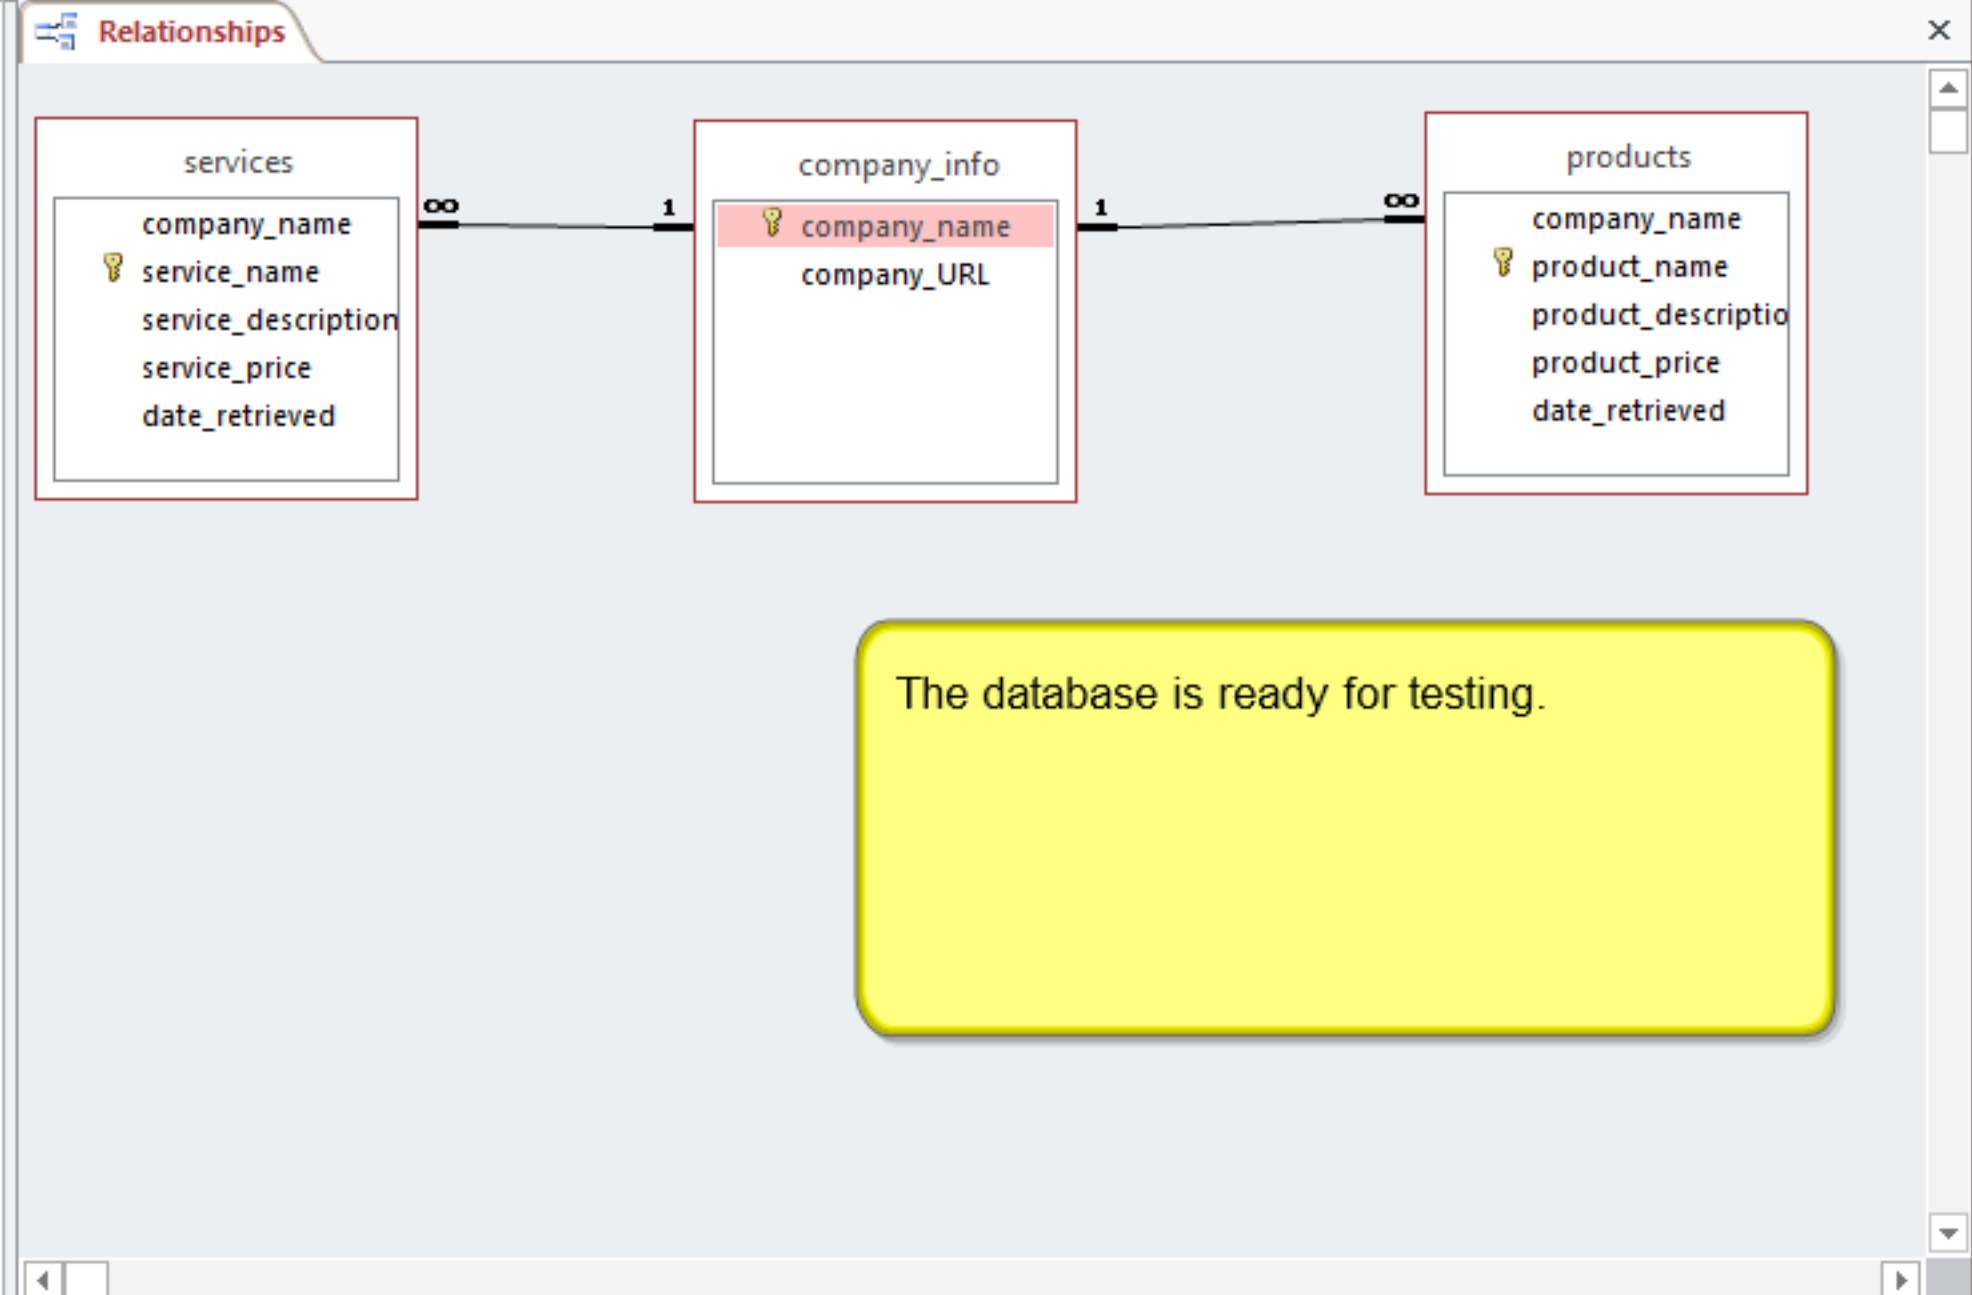 Relationships
services
company_name
service_name
service_description
service_price
date_retrieved
∞ 1
company_info
company_name
company_URL
1 ∞
products
company_name
product_name
product_descriptio
product_price
date_retrieved
The database is ready for testing.